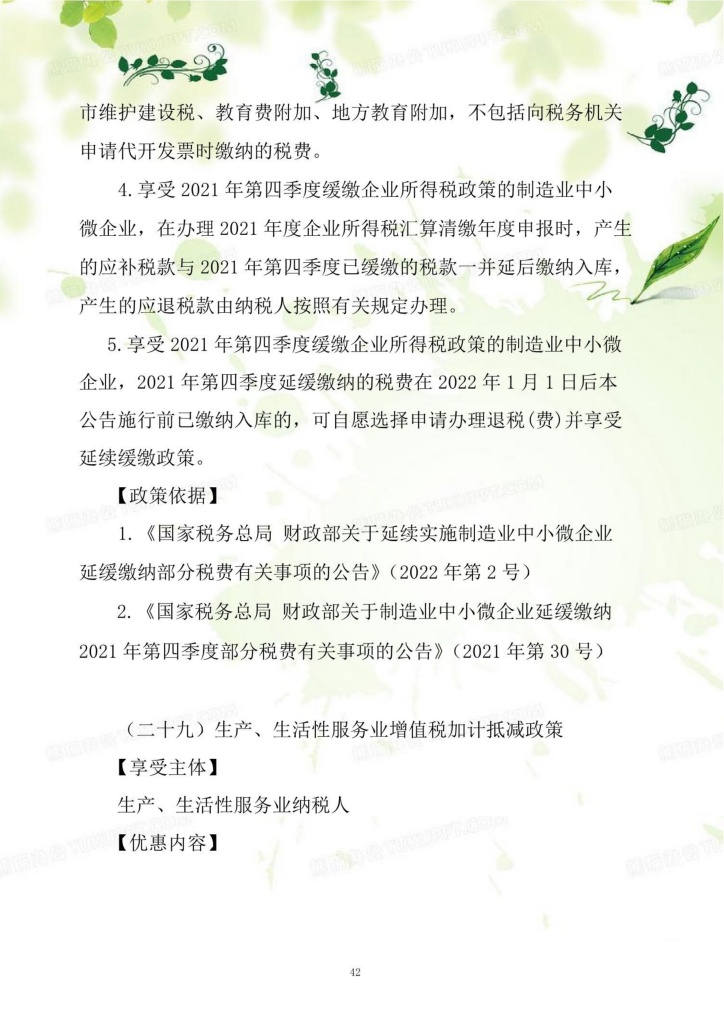 市维护建设税、教育费附加、地方教育附加，不包括向税务机关
申请代开发票时缴纳的税费。
4.享受 2021 年第四季度缓缴企业所得税政策的制造业中小
微企业，在办理 2021 年度企业所得税汇算清缴年度申报时，产生
的应补税款与 2021 年第四季度已缓缴的税款一并延后缴纳入库，
产生的应退税款由纳税人按照有关规定办理。
5.享受 2021 年第四季度缓缴企业所得税政策的制造业中小微
企业，2021 年第四季度延缓缴纳的税费在 2022 年 1 月 1 日后本
公告施行前已缴纳入库的，可自愿选择申请办理退税(费)并享受
延续缓缴政策。
【政策依据】
1.《国家税务总局 财政部关于延续实施制造业中小微企业
延缓缴纳部分税费有关事项的公告》（2022 年第 2 号）
2.《国家税务总局 财政部关于制造业中小微企业延缓缴纳
2021 年第四季度部分税费有关事项的公告》（2021 年第 30 号）
（二十九）生产、生活性服务业增值税加计抵减政策
【享受主体】
生产、生活性服务业纳税人
【优惠内容】
42